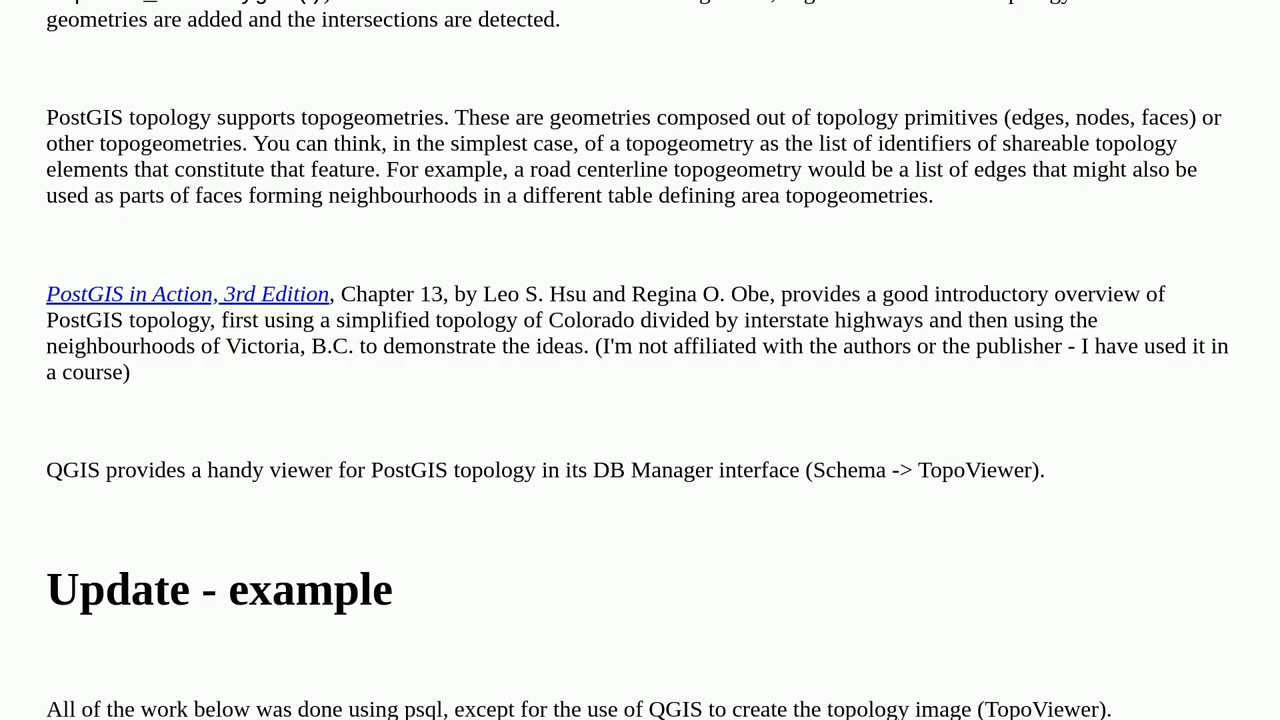 geometries are added and the intersections are detected.
PostGIS topology supports topogeometries. These are geometries composed out of topology primitives (edges, nodes, faces) or
other topogeometries. You can think, in the simplest case, of a topogeometry as the list of identifiers of shareable topology
elements that constitute that feature. For example, a road centerline topogeometry would be a list of edges that might also be
used as parts of faces forming neighbourhoods in a different table defining area topogeometries.
PostGIS in Action, 3rd Edition, Chapter 13, by Leo S. Hsu and Regina O. Obe, provides a good introductory overview of
PostGIS topology, first using a simplified topology of Colorado divided by interstate highways and then using the
neighbourhoods of Victoria, B.C. to demonstrate the ideas. (I'm not affiliated with the authors or the publisher - I have used it in
a course)
QGIS provides a handy viewer for PostGIS topology in its DB Manager interface (Schema -> TopoViewer).
Update - example
All of the work below was done using psql, except for the use of QGIS to create the topology image (TopoViewer).